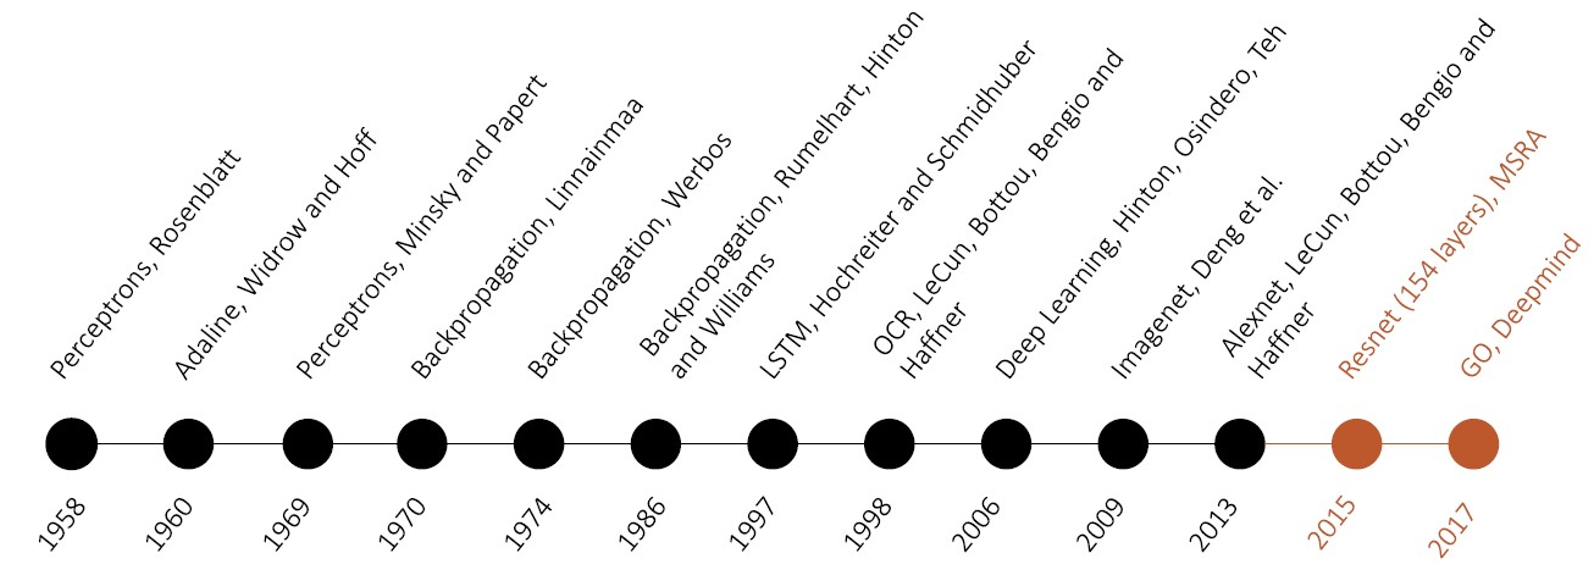 Perceptrons, Rosenblatt
Adaline, Widrow and Hoff
Perceptrons, Minsky and Papert
Backpropagation, Linnainmaa
Backpropagation, Werbos
Backpropagation, Rumelhart, Hinton
and Williams
LSTM, Hochreiter and Schmidhuber
OCR, LeCun, Bottou, Bengio and
Haffner
Deep Learning, Hinton, Osindero, Teh
Imagenet, Deng et al.
Alexnet, LeCun, Bottou, Bengio and
Haffner
Resnet (154 layers), MSRA
GO, Deepmind
1958
1960
1969
1970
1974
1986
1997
1998
2006
2009
2013
2015
2017